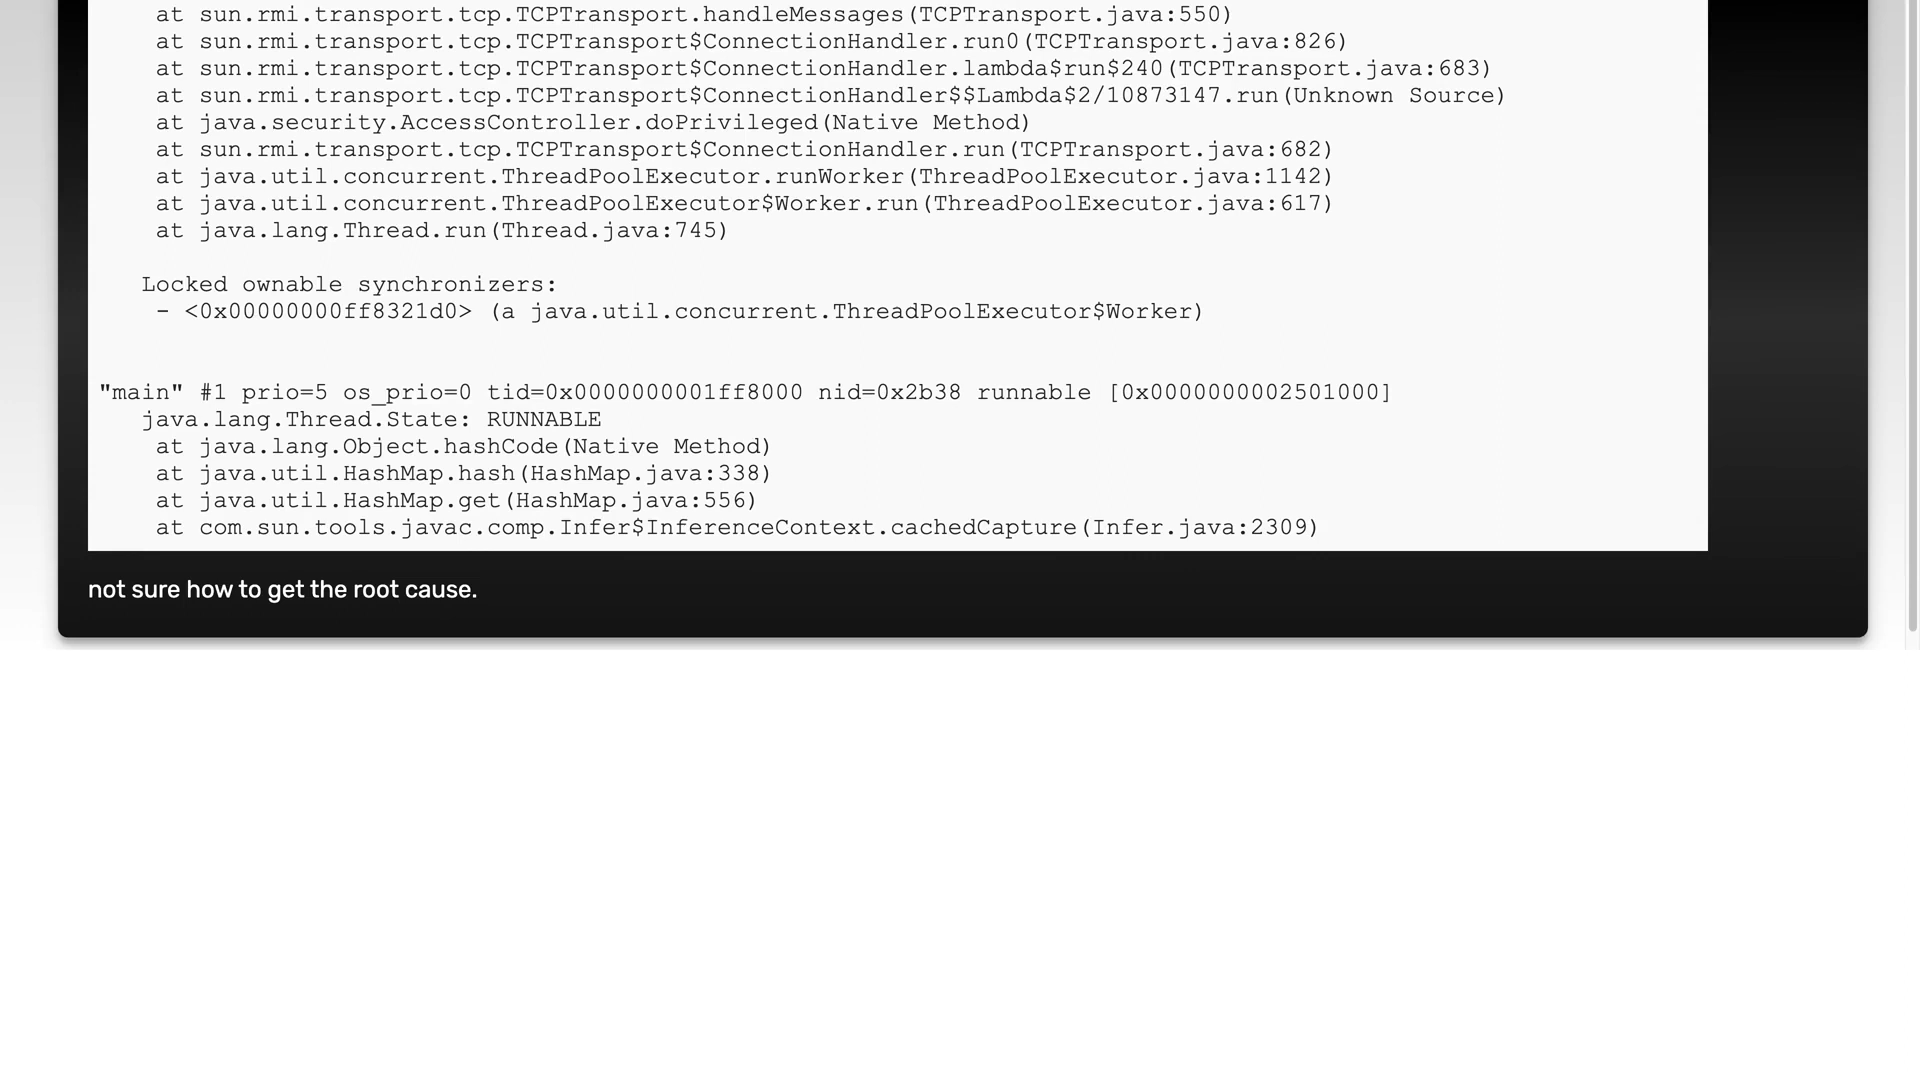 at sun.rmi.transport.tcp.TCPTransport.handleMessages(TCPTransport.java:550)
at sun.rmi.transport.tcp.TCPTransport$ConnectionHandler.run0(TCPTransport.java:826)
at sun.rmi.transport.tcp.TCPTransport$ConnectionHandler.lambda$run$240(TCPTransport.java:683)
at sun.rmi.transport.tcp.TCPTransport$ConnectionHandler$$Lambda$2/10873147.run(Unknown Source)
at java.security.AccessController.doPrivileged(Native Method)
at sun.rmi.transport.tcp.TCPTransport$ConnectionHandler.run(TCPTransport.java:682)
at java.util.concurrent.ThreadPoolExecutor.runWorker(ThreadPoolExecutor.java:1142)
at java.util.concurrent.ThreadPoolExecutor$Worker.run(ThreadPoolExecutor.java:617)
at java.lang.Thread.run(Thread.java:745)
Locked ownable synchronizers:
- <0x00000000ff8321d0> (a java.util.concurrent.ThreadPoolExecutor$Worker)
"main" #1 prio=5 os_prio=0 tid=0x0000000001ff8000 nid=0x2b38 runnable [0x0000000002501000]
java.lang.Thread.State: RUNNABLE
at java.lang.Object.hashCode(Native Method)
at java.util.HashMap.hash(HashMap.java:338)
at java.util.HashMap.get(HashMap.java:556)
at com.sun.tools.javac.comp.Infer$InferenceContext.cachedCapture(Infer.java:2309)
not sure how to get the root cause.